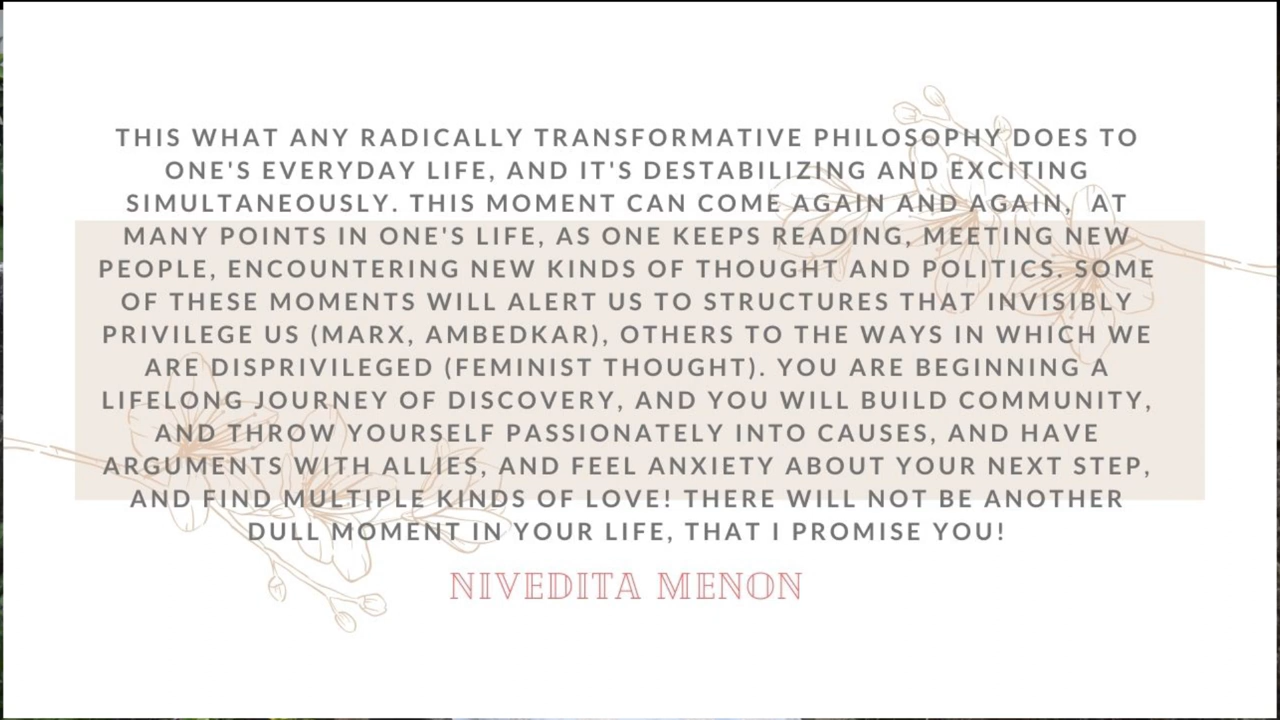 THIS WHAT ANY RADICALLY TRANSFORMATIVE PHILOSOPHY DOES TO
ONE'S EVERYDAY LIFE, AND IT'S DESTABILIZING AND EXCITING
SIMULTANEOUSLY. THIS MOMENT CAN COME AGAIN AND AGAIN, AT
MANY POINTS IN ONE'S LIFE, AS ONE KEEPS READING, MEETING NEW
PEOPLE, ENCOUNTERING NEW KINDS OF THOUGHT AND POLITICS. SOME
OF THESE MOMENTS WILL ALERT US TO STRUCTURES THAT INVISIBLY
PRIVILEGE US (MARX, AMBEDKAR), OTHERS TO THE WAYS IN WHICH WE
ARE DISPRIVILEGED (FEMINIST THOUGHT). YOU ARE BEGINNING A
LIFELONG JOURNEY OF DISCOVERY, AND YOU WILL BUILD COMMUNITY,
AND THROW YOURSELF PASSIONATELY INTO CAUSES, AND HAVE
ARGUMENTS WITH ALLIES, AND FEEL ANXIETY ABOUT YOUR NEXT STEP,
AND FIND MULTIPLE KINDS OF LOVE! THERE WILL NOT BE ANOTHER
DULL MOMENT IN YOUR LIFE, THAT I PROMISE YOU!
NIVEDITA MENON